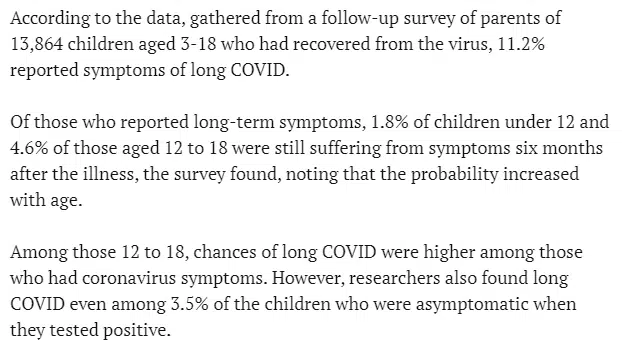 According to the data, gathered from a follow-up survey of parents of
13,864 children aged 3-18 who had recovered from the virus, 11.2%
reported symptoms of long COVID.
Of those who reported long-term symptoms, 1.8% of children under 12 and
4.6% of those aged 12 to 18 were still suffering from symptoms six months
after the illness, the survey found, noting that the probability increased
with age.
Among those 12 to 18, chances of long COVID were higher among those
who had coronavirus symptoms. However, researchers also found long
COVID even among 3.5% of the children who were asymptomatic when
they tested positive.